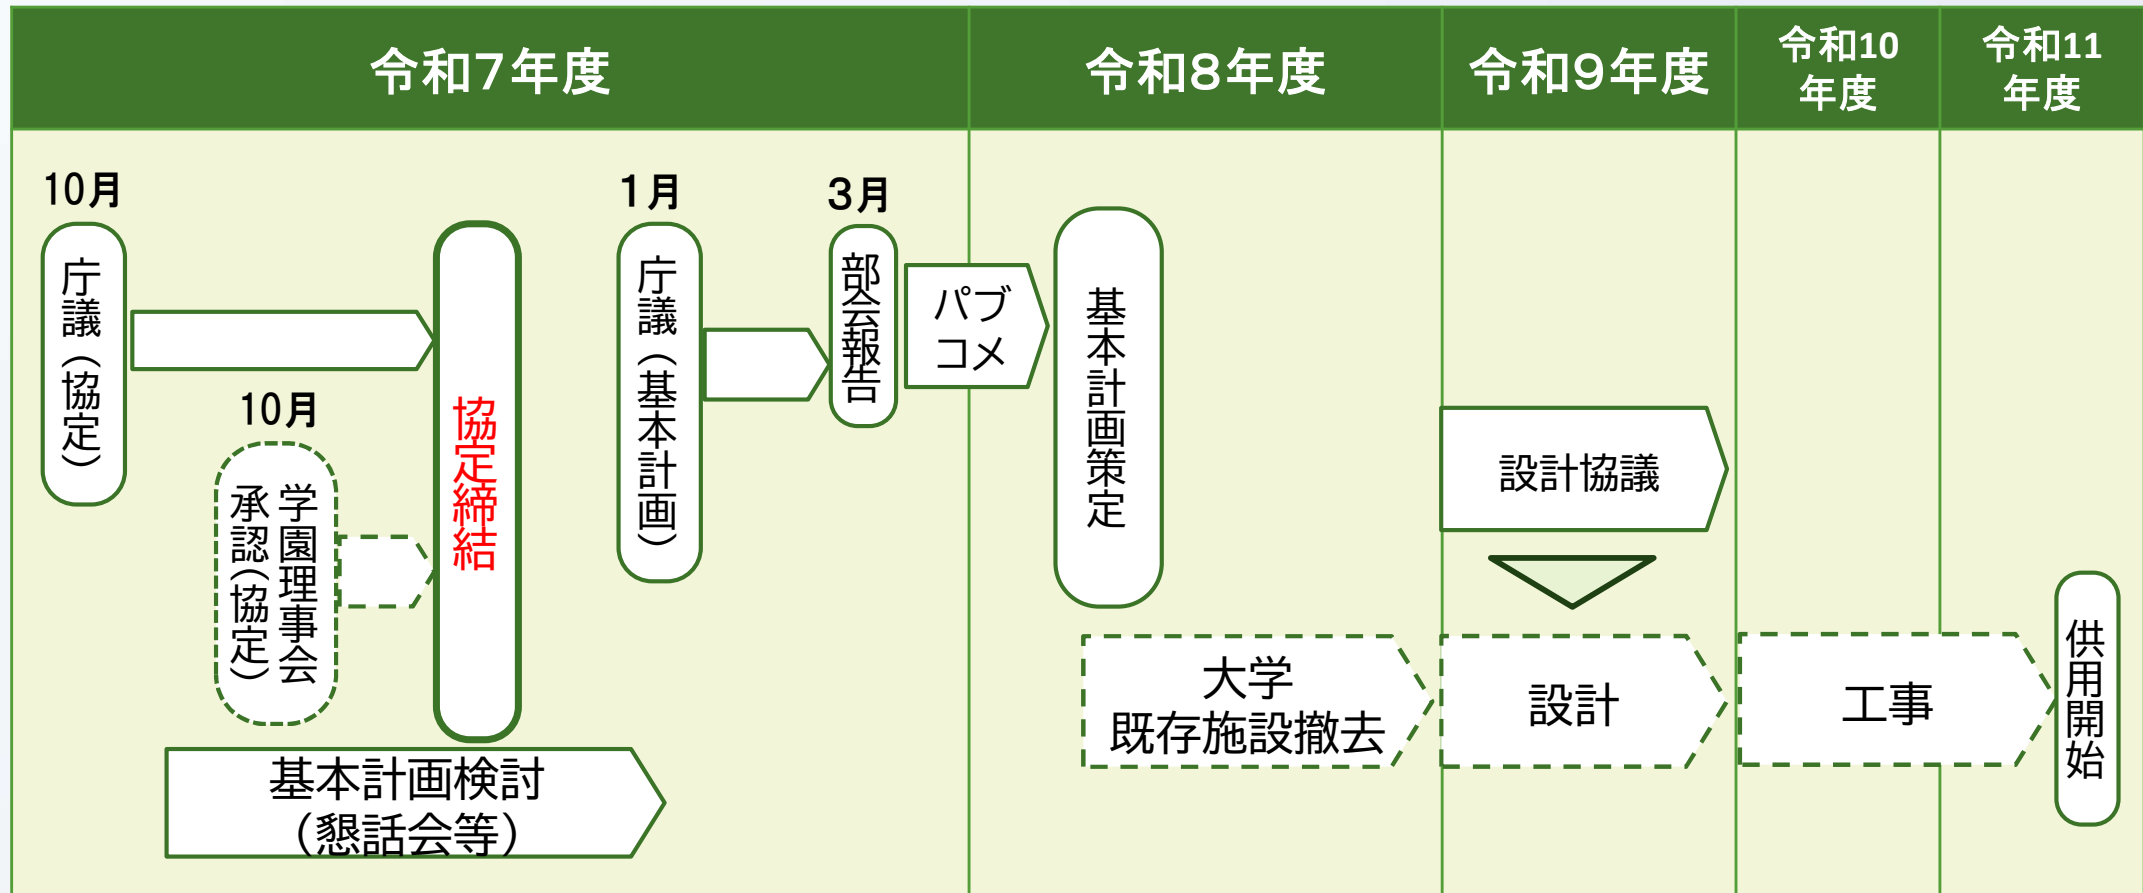 令和7年度
令和8年度
令和9年度
令和10
年度
令和11
年度
10月
庁議（協定）
10月
学園理事会
承認（協定）
協定締結
基本計画検討
（懇話会等）
1月
庁議（基本計画）
3月
部会報告
パブ
コメ
基本計画策定
大学
既存施設撤去
設計協議
設計
工事
供用開始